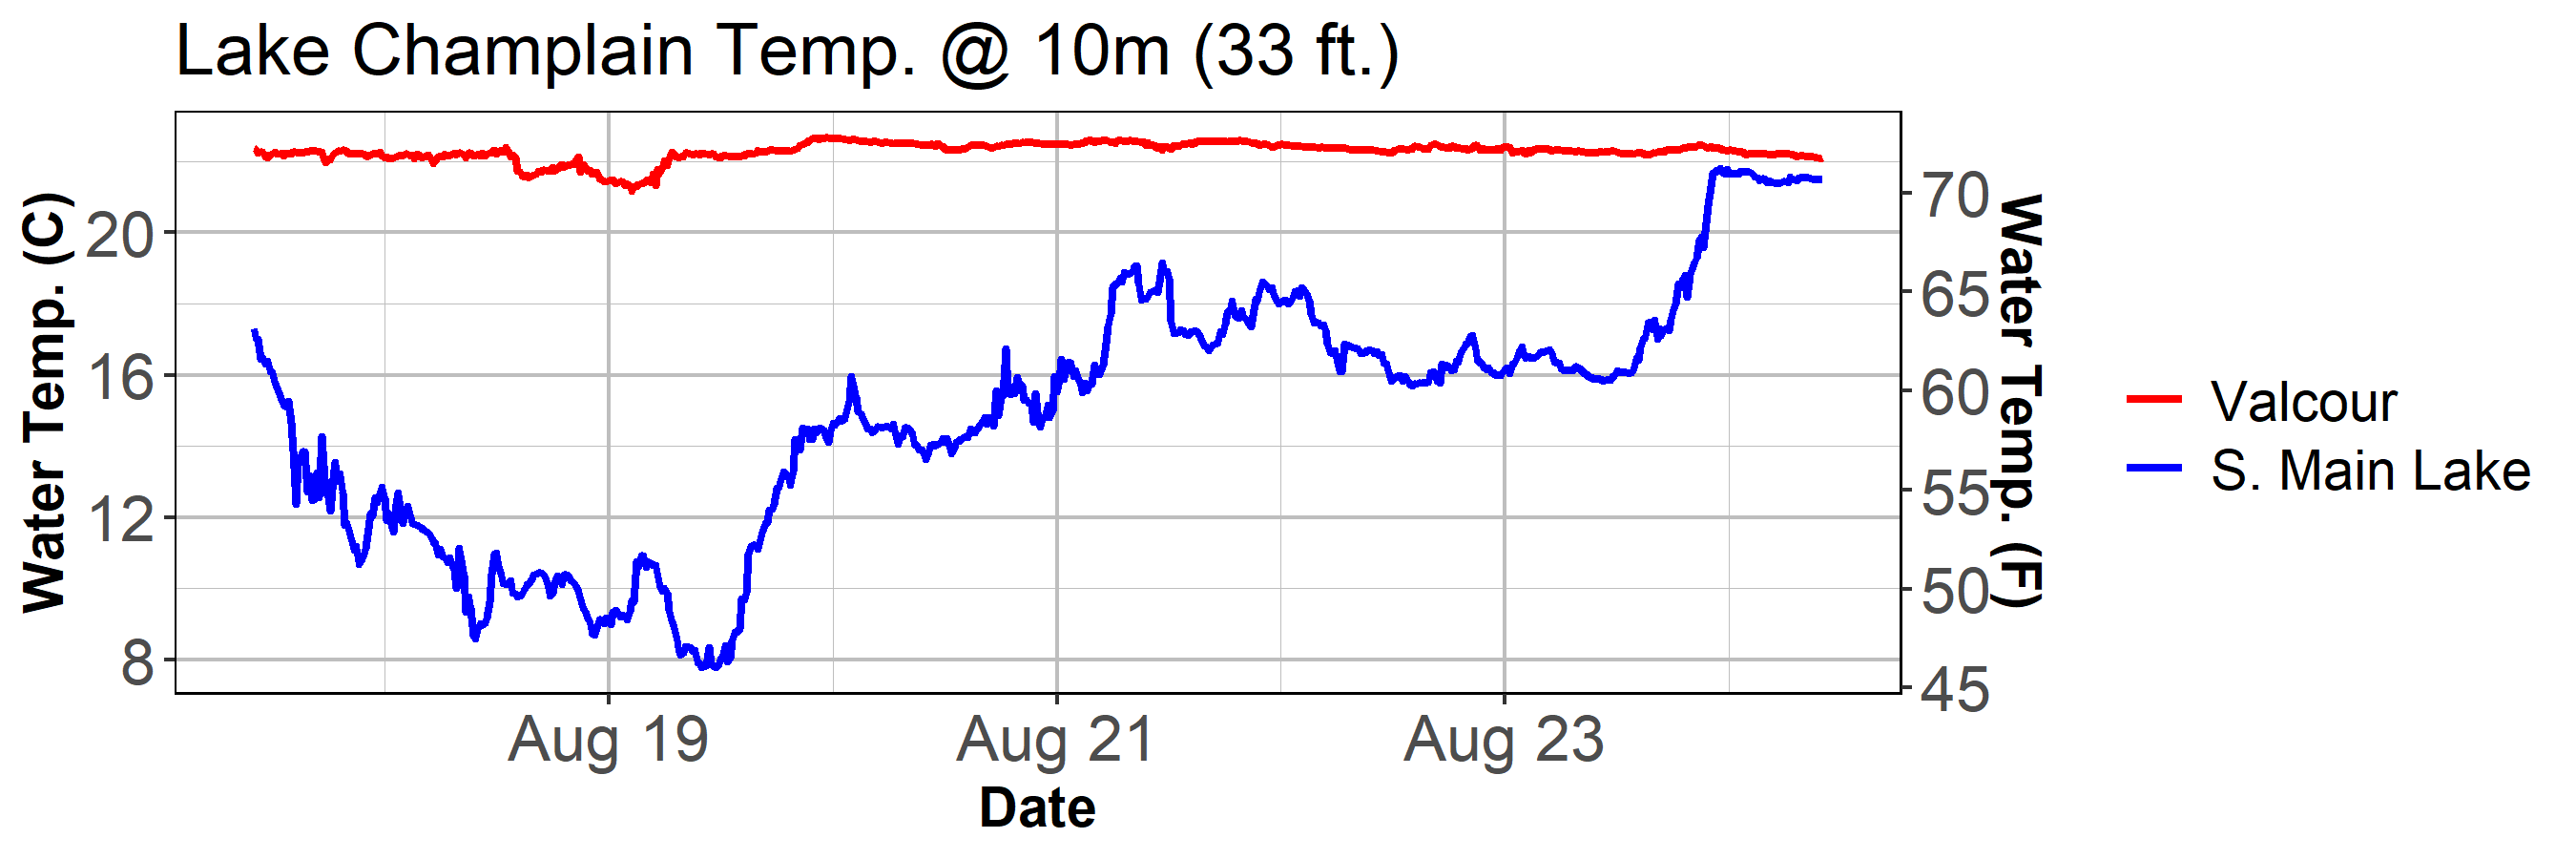 Lake Champlain Temp. @ 10m (33 ft.)
Water Temp. (C)
20
16
12
8
70
65
60
55
50
45
Water Temp. (F)
Aug 19
Aug 21
Aug 23
Date
Valcour
S. Main Lake